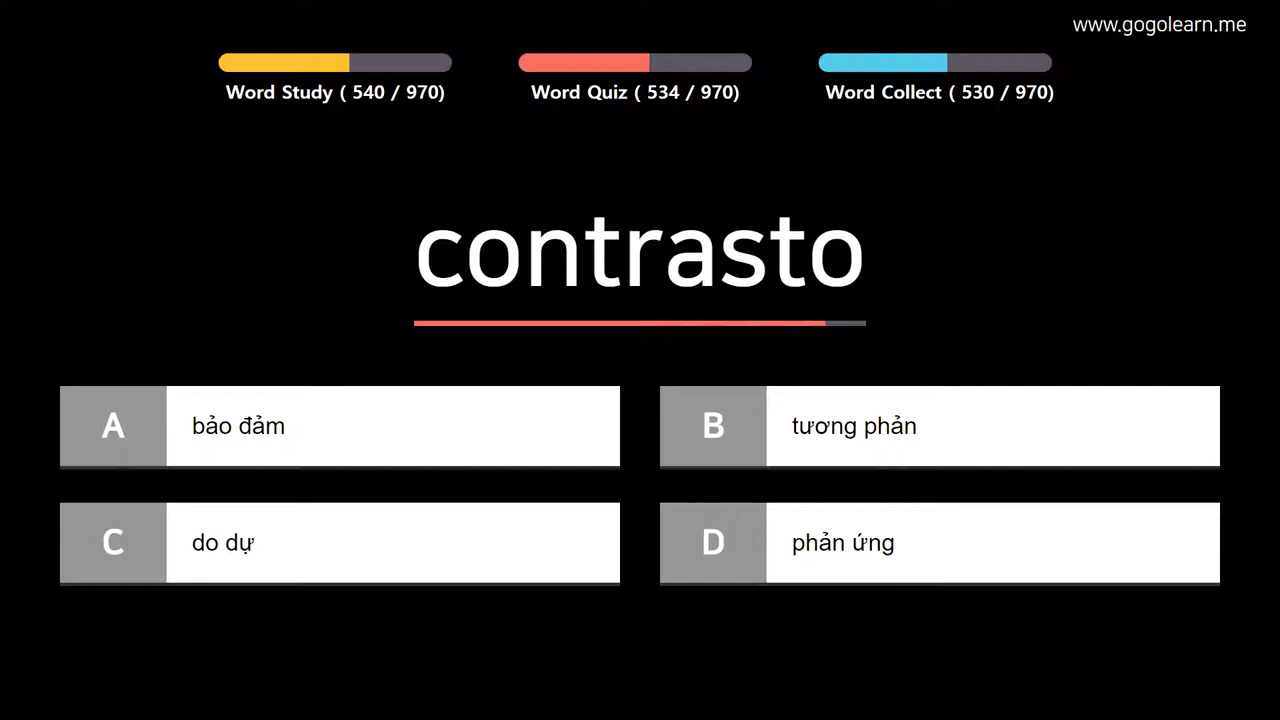 www.gogolearn.me
Word Study ( 540 / 970)
Word Quiz ( 534 / 970)
Word Collect ( 530 / 970)
contrasto
A bảo đảm
B tương phản
C do dự
D phản ứng